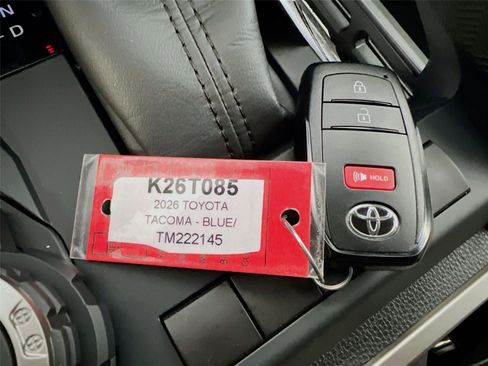 N
D
K26T085
2026 TOYOTA
TACOMA - BLUE/
TM222145
HOLD